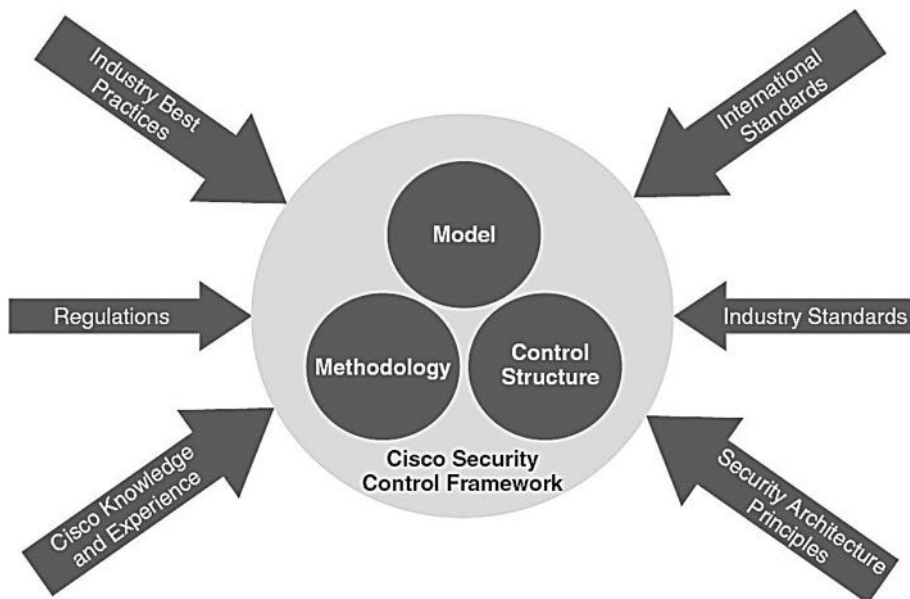 Industry Best
Practices
International
Standards
Model
Regulations
Industry Standards
Methodology
Control
Structure
Cisco Security
Control Framework
Cisco Knowledge
and Experience
Security Architecture
Principles